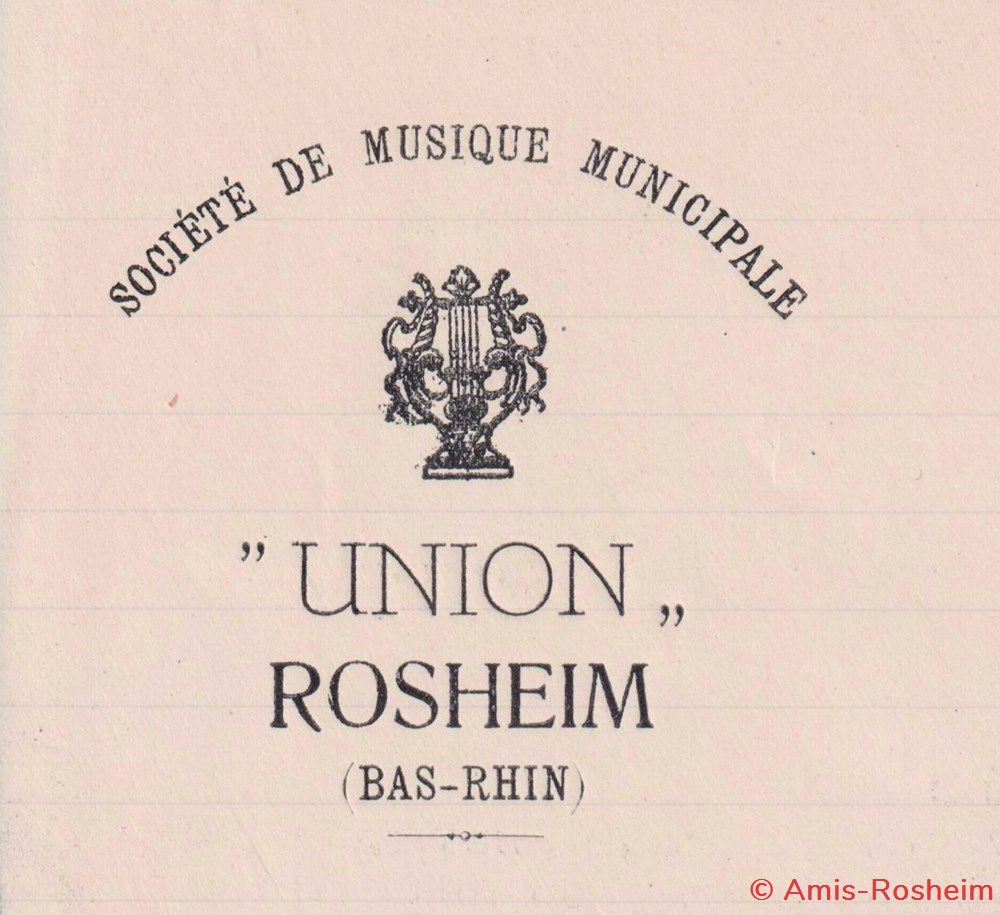 SOCIÉTÉ DE MUSIQUE MUNICIPALE
” UNION „
ROSHEIM
(BAS-RHIN)
© Amis-Rosheim